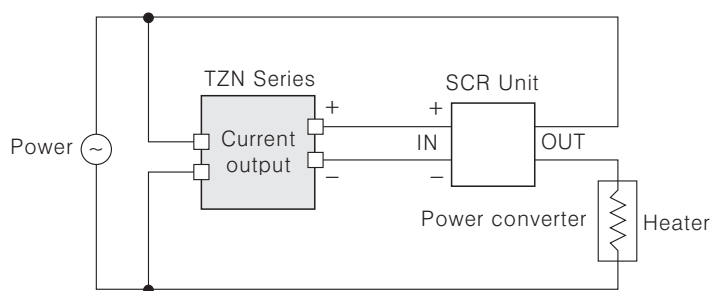 TZN Series
SCR Unit
+
+
Power
~
Current
output
IN
OUT
−
−
Power converter
Heater